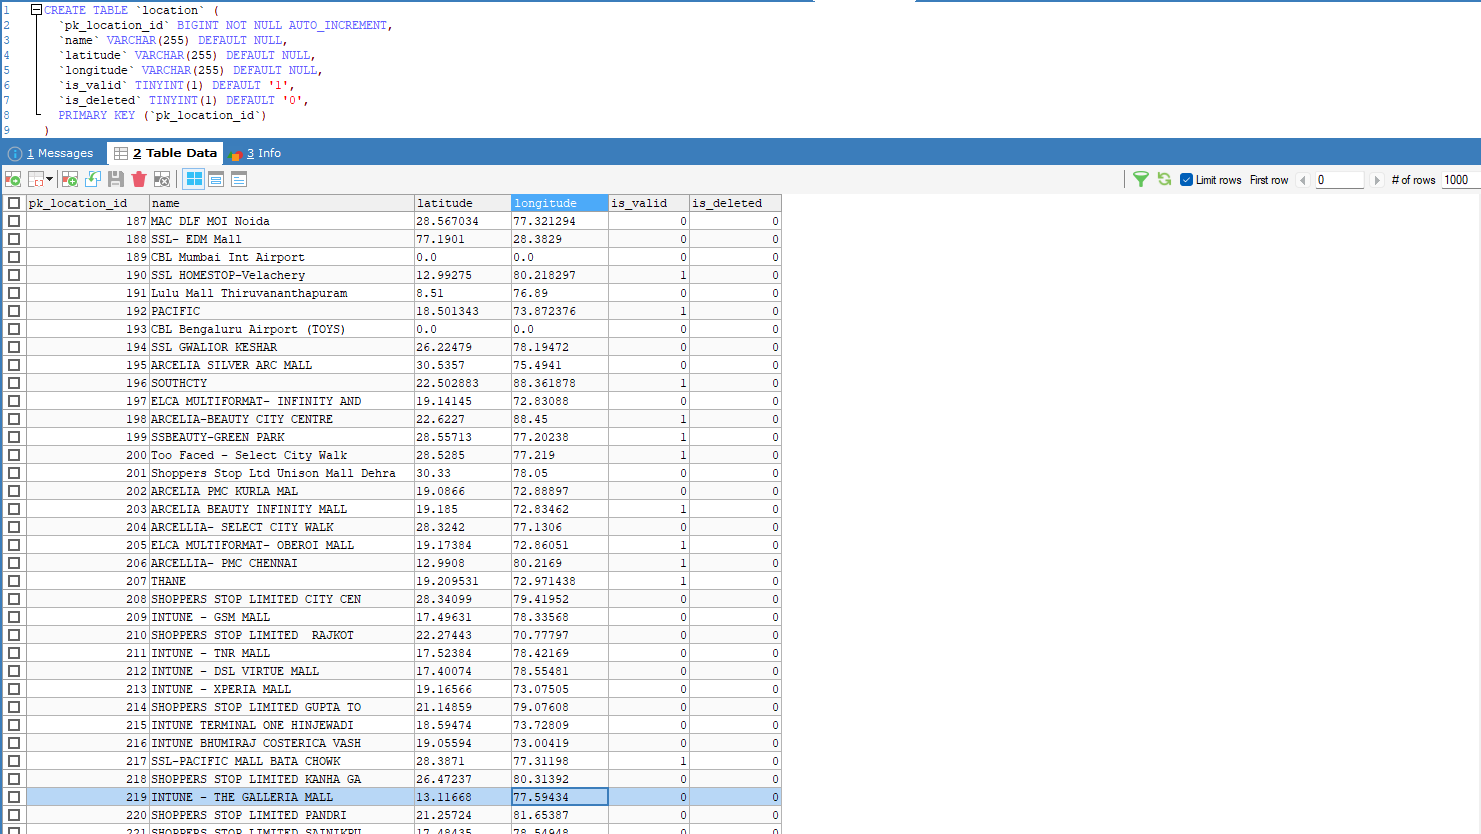 1 CREATE TABLE `location` (
2 `pk_location_id` BIGINT NOT NULL AUTO_INCREMENT,
3 `name` VARCHAR(255) DEFAULT NULL,
4 `latitude` VARCHAR(255) DEFAULT NULL,
5 `longitude` VARCHAR(255) DEFAULT NULL,
6 `is_valid` TINYINT(1) DEFAULT '1',
7 `is_deleted` TINYINT(1) DEFAULT '0',
8 PRIMARY KEY (`pk_location_id`)
9 )
1 Messages 2 Table Data 3 Info
Limit rows First row 0 # of rows 1000
pk_location_id name latitude longitude is_valid is_deleted
187 MAC DLF MOI Noida 28.567034 77.321294 0 0
188 SSL- EDM Mall 77.1901 28.3829 0 0
189 CBL Mumbai Int Airport 0.0 0.0 0 0
190 SSL HOMESTOP-Velachery 12.99275 80.218297 1 0
191 Lulu Mall Thiruvananthapuram 8.51 76.89 0 0
192 PACIFIC 18.501343 73.872376 1 0
193 CBL Bengaluru Airport (TOYS) 0.0 0.0 0 0
194 SSL GWALIOR KESHAR 26.22479 78.19472 0 0
195 ARCELIA SILVER ARC MALL 30.5357 75.4941 0 0
196 SOUTHCTY 22.502883 88.361878 1 0
197 ELCA MULTIFORMAT- INFINITY AND 19.14145 72.83088 0 0
198 ARCELIA-BEAUTY CITY CENTRE 22.6227 88.45 1 0
199 SSBEAUTY-GREEN PARK 28.55713 77.20238 1 0
200 Too Faced - Select City Walk 28.5285 77.219 1 0
201 Shoppers Stop Ltd Unison Mall Dehra 30.33 78.05 0 0
202 ARCELIA PMC KURLA MAL 19.0866 72.88897 0 0
203 ARCELIA BEAUTY INFINITY MALL 19.185 72.83462 1 0
204 ARCELLIA- SELECT CITY WALK 28.3242 77.1306 0 0
205 ELCA MULTIFORMAT- OBEROI MALL 19.17384 72.86051 1 0
206 ARCELLIA- PMC CHENNAI 12.9908 80.2169 1 0
207 THANE 19.209531 72.971438 1 0
208 SHOPPERS STOP LIMITED CITY CEN 28.34099 79.41952 0 0
209 INTUNE - GSM MALL 17.49631 78.33568 0 0
210 SHOPPERS STOP LIMITED  RAJKOT 22.27443 70.77797 0 0
211 INTUNE - TNR MALL 17.52384 78.42169 0 0
212 INTUNE - DSL VIRTUE MALL 17.40074 78.55481 0 0
213 INTUNE - XPERIA MALL 19.16566 73.07505 0 0
214 SHOPPERS STOP LIMITED GUPTA TO 21.14859 79.07608 0 0
215 INTUNE TERMINAL ONE HINJEWADI 18.59474 73.72809 0 0
216 INTUNE BHUMIRAJ COSTERICA VASH 19.05594 73.00419 0 0
217 SSL-PACIFIC MALL BATA CHOWK 28.3871 77.31198 1 0
218 SHOPPERS STOP LIMITED KANHA GA 26.47237 80.31392 0 0
219 INTUNE - THE GALLERIA MALL 13.11668 77.59434 0 0
220 SHOPPERS STOP LIMITED PANDRI 21.25724 81.65387 0 0
221 SHOPPERS STOP LIMITED SAINIKPU 17.48435 78.54948 0 0